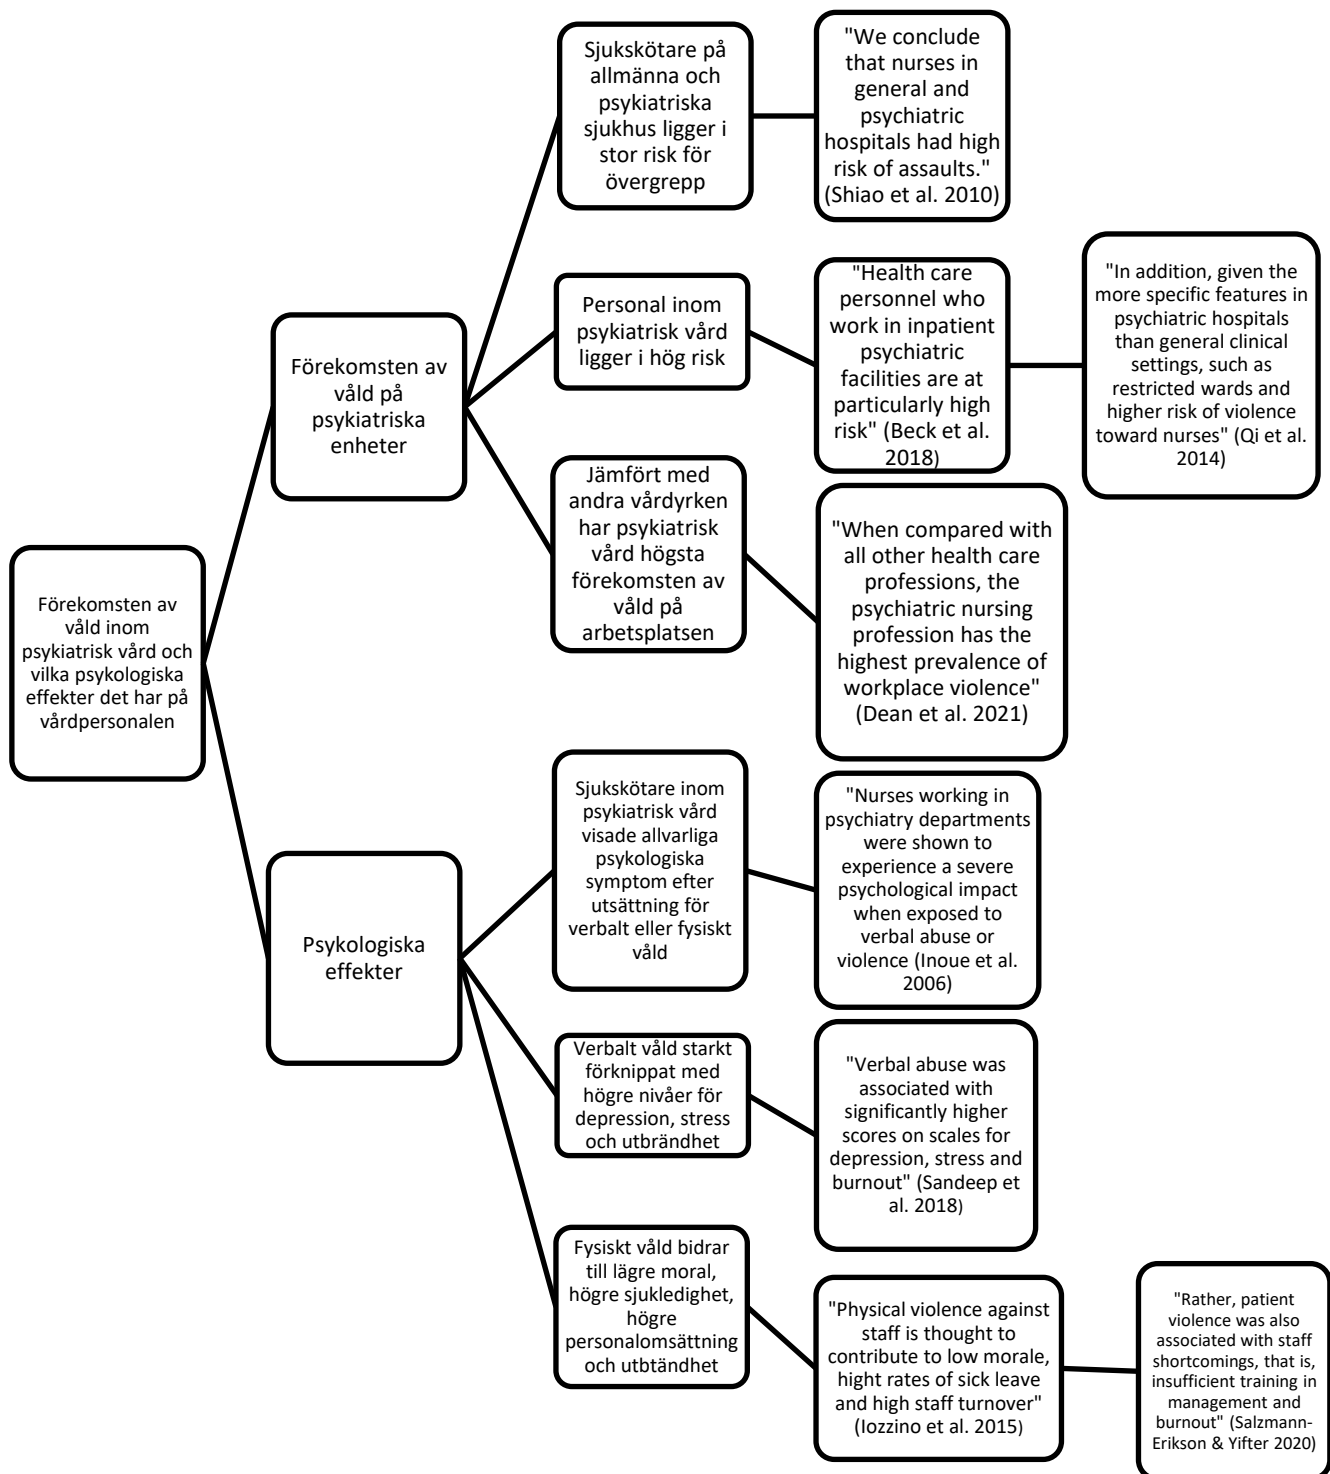 Förekomsten av
våld inom
psykiatrisk vård och
vilka psykologiska
effekter det har på
vårdpersonalen
Förekomsten av
våld på
psykiatriska
enheter
Sjukskötare på
allmänna och
psykiatriska
sjukhus ligger i
stor risk för
övergrepp
"We conclude
that nurses in
general and
psychiatric
hospitals had high
risk of assaults."
(Shiao et al. 2010)
Personal inom
psykiatrisk vård
ligger i hög risk
"Health care
personnel who
work in inpatient
psychiatric
facilities are at
particularly high
risk" (Beck et al.
2018)
"In addition, given the
more specific features in
psychiatric hospitals
than general clinical
settings, such as
restricted wards and
higher risk of violence
toward nurses" (Qi et al.
2014)
Jämfört med
andra vårdyrken
har psykiatrisk
vård högsta
förekomsten av
våld på
arbetsplatsen
"When compared with
all other health care
professions, the
psychiatric nursing
profession has the
highest prevalence of
workplace violence"
(Dean et al. 2021)
Psykologiska
effekter
Sjukskötare inom
psykiatrisk vård
visade allvarliga
psykologiska
symptom efter
utsättning för
verbalt eller fysiskt
våld
"Nurses working in
psychiatry departments
were shown to
experience a severe
psychological impact
when exposed to
verbal abuse or
violence (Inoue et al.
2006)
Verbalt våld starkt
förknippat med
högre nivåer för
depression, stress
och utbrändhet
"Verbal abuse was
associated with
significantly higher
scores on scales for
depression, stress and
burnout" (Sandeep et
al. 2018)
Fysiskt våld bidrar
till lägre moral,
högre sjukledighet,
högre
personalomsättning
och utbtändhet
"Physical violence against
staff is thought to
contribute to low morale,
hight rates of sick leave
and high staff turnover"
(Iozzino et al. 2015)
"Rather, patient
violence was also
associated with staff
shortcomings, that is,
insufficient training in
management and
burnout" (Salzmann-
Erikson & Yifter 2020)